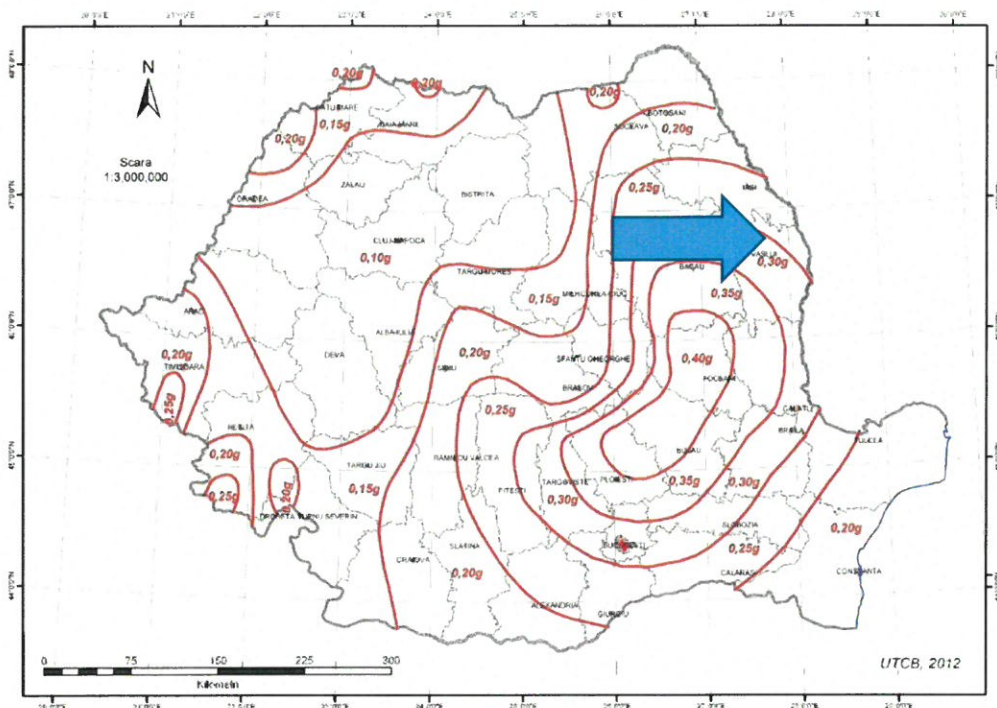 N
Scara
1:3,000,000
0,20g
0,20g
0,20g
BAIA MARE
BOTOSANI
0,15g
SUCEAVA
0,20g
0,20g
ZALAU
0,25g
BISTRITA
ORADEA
CLUJ-NAPOCA
0,10g
VASLUI
0,30g
BACAU
0,35g
0,15g
ARAD
ALBA IULIA
0,20g
TIMISOARA
DEVA
0,20g
SIBIU
SFANTU GHEORGHE
0,40g
FOCSANI
0,25g
BRASOV
0,25g
GALATI
RESITA
BRAILA
TULCEA
0,20g
RAMNICU VALCEA
BUZAU
TARGU JIU
0,25g
0,20g
0,15g
PITESTI
TARGOVISTE
0,30g
PLOIESTI
0,35g
0,30g
DROBETA TURNU SEVERIN
SLOBOZIA
0,20g
CRAIOVA
SLATINA
BUCURESTI
0,25g
0,20g
CALARASI
CONSTANTA
ALEXANDRIA
GIURGIU
0 75 150 225 300
Kilometri
UTCB, 2012